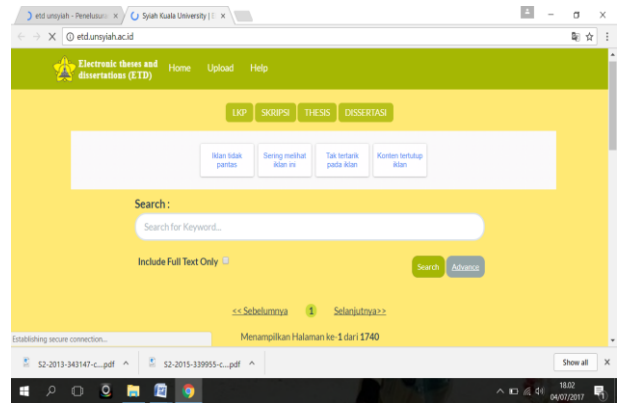 etd unsyiah - Penelusura
Syiah Kuala University |
etd.unsyiah.ac.id
Electronic theses and
dissertations (ETD)
Home Upload Help
LKP SKRIPSI THESIS DISSERTASI
Iklan tidak
pantas
Sering melihat
iklan ini
Tak tertarik
pada iklan
Konten tertutup
iklan
Search :
Search for Keyword...
Include Full Text Only
Search Advance
<< Sebelumnya 1 Selanjutnya>>
Menampilkan Halaman ke-1 dari 1740
Establishing secure connection...
S2-2013-343147-c...pdf
S2-2015-339955-c...pdf
Show all
18.02
04/07/2017